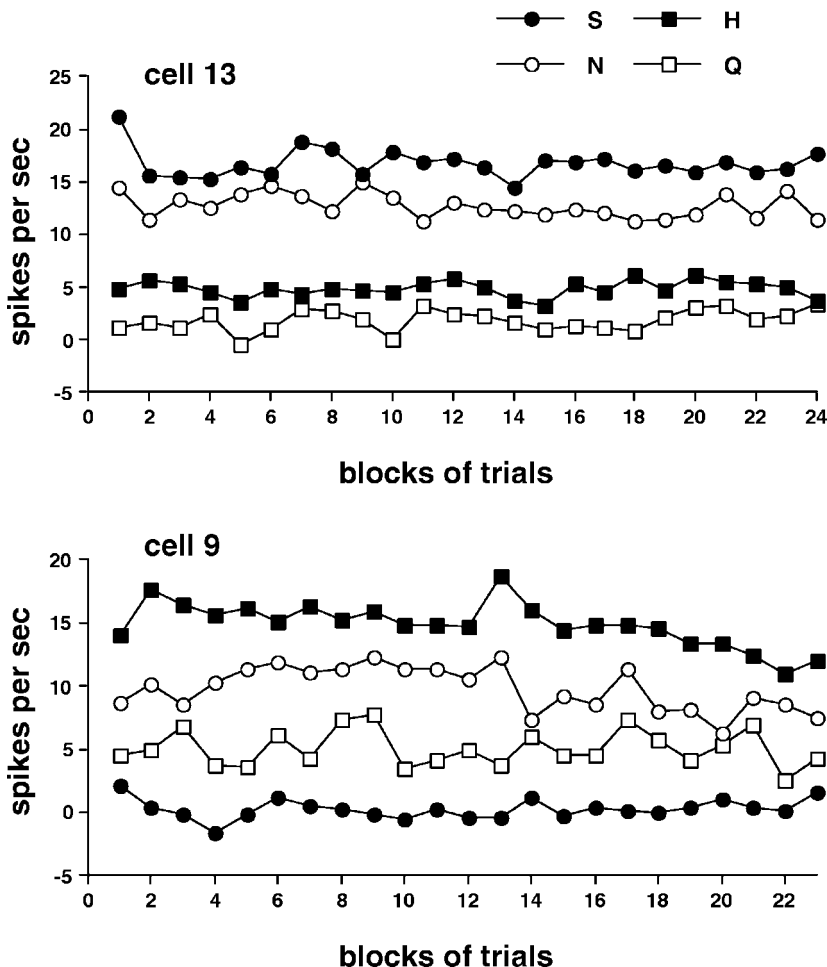 S H
N Q
cell 13
25
20
15
10
5
0
-5
spikes per sec
0 2 4 6 8 10 12 14 16 18 20 22 24
blocks of trials
cell 9
20
15
10
5
0
-5
spikes per sec
0 2 4 6 8 10 12 14 16 18 20 22
blocks of trials